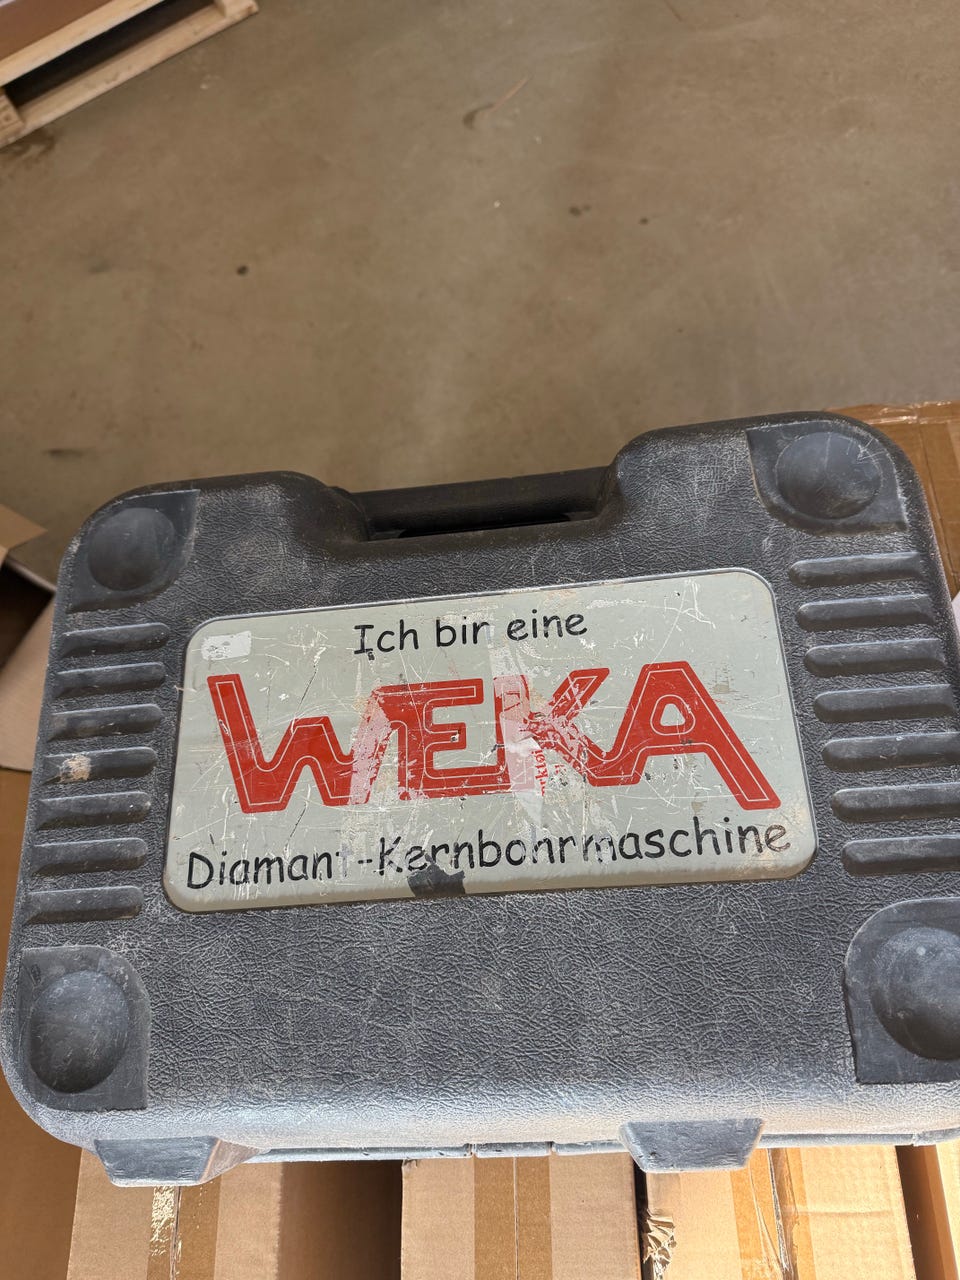 Ich bin eine
WEKA
Diamant-Kernbohrmaschine